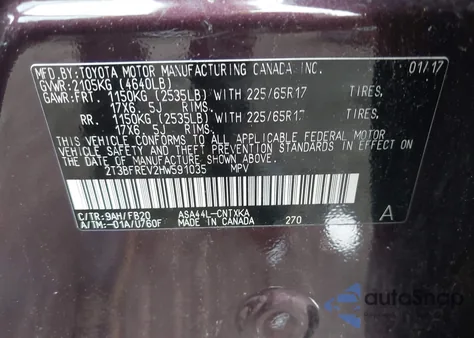 MFD.BY:TOYOTA MOTOR MANUFACTURING CANADA INC. 01/17
GVWR:2105KG (4640LB)
GAWR:FRT. 1150KG (2535LB) WITH 225/65R17 TIRES,
17X6.5J RIMS.
RR. 1150KG (2535LB) WITH 225/65R17 TIRES,
17X6.5J RIMS.
THIS VEHICLE CONFORMS TO ALL APPLICABLE FEDERAL MOTOR
VEHICLE SAFETY AND THEFT PREVENTION STANDARDS IN EFFECT
ON THE DATE OF MANUFACTURE SHOWN ABOVE.
2T3BFREV2HW591035 MPV
C/TR:9AH/FB20 ASA44L-CNTXKA
A/TM:-01A/U760F MADE IN CANADA 270 A
autoSnap